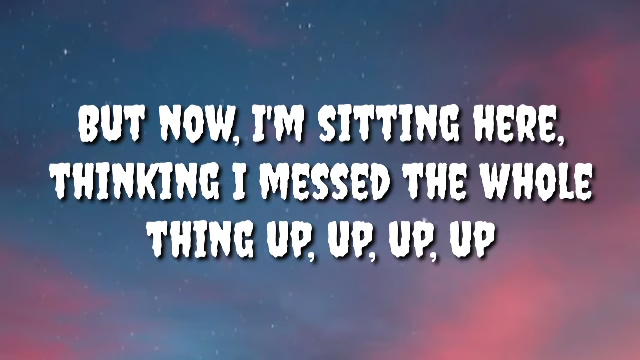 BUT NOW, I'M SITTING HERE,
THINKING I MESSED THE WHOLE
THING UP, UP, UP, UP